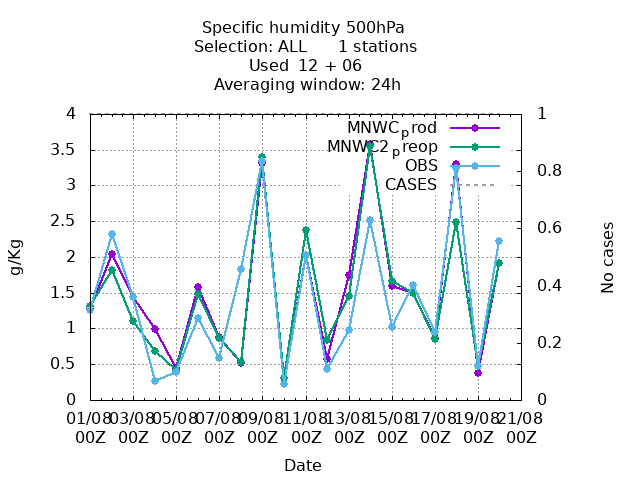 Specific humidity 500hPa
Selection: ALL 1 stations
Used 12 + 06
Averaging window: 24h
MNWC_prod
MNWC2_preop
OBS
CASES
4
3.5
3
2.5
2
1.5
1
0.5
0
1
0.8
0.6
0.4
0.2
0
g/Kg
No cases
01/08 03/08 05/08 07/08 09/08 11/08 13/08 15/08 17/08 19/08 21/08
00Z 00Z 00Z 00Z 00Z 00Z 00Z 00Z 00Z 00Z 00Z
Date